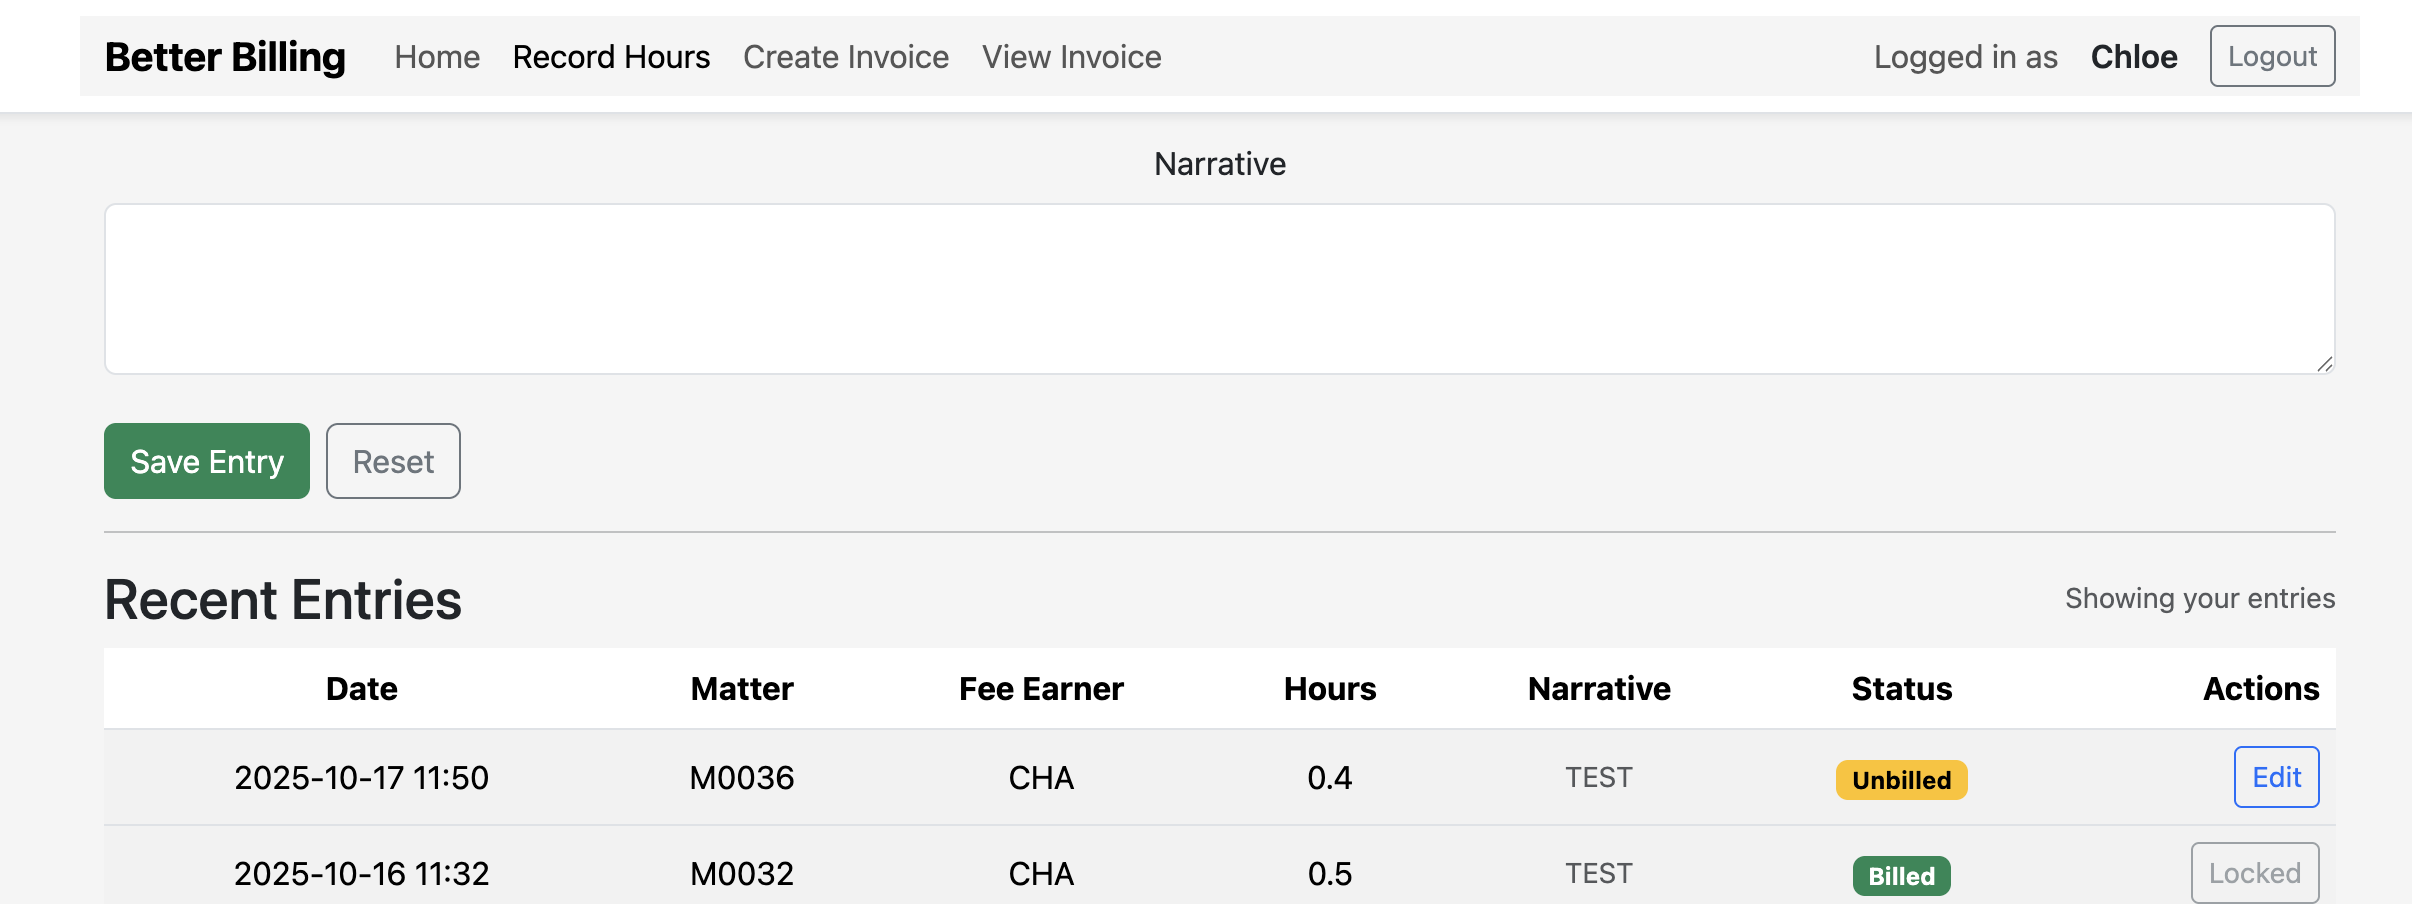 Better Billing Home Record Hours Create Invoice View Invoice Logged in as Chloe Logout
Narrative
Save Entry Reset
Recent Entries Showing your entries
Date Matter Fee Earner Hours Narrative Status Actions
2025-10-17 11:50 M0036 CHA 0.4 TEST Unbilled Edit
2025-10-16 11:32 M0032 CHA 0.5 TEST Billed Locked